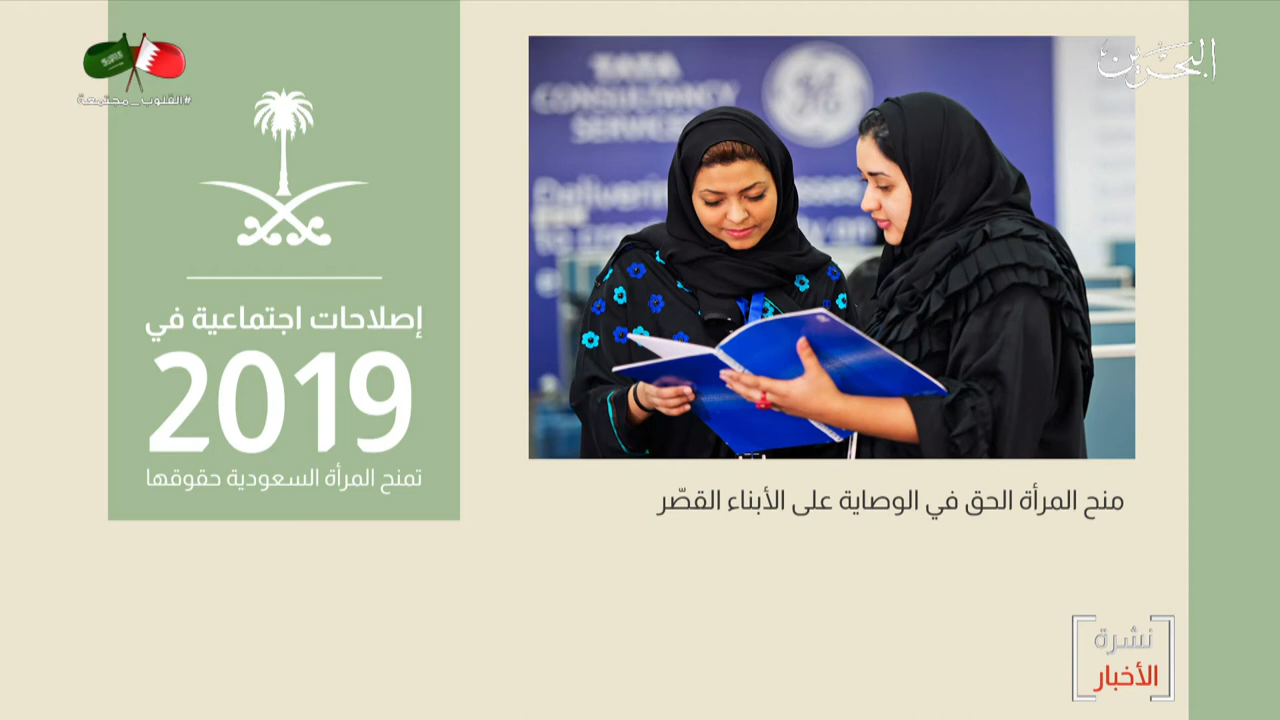 البحرين
#القلوب_مجتمعة
إصلاحات اجتماعية في
2019
تمنح المرأة السعودية حقوقها
TATA
CONSULTANCY
SERVICES
منح المرأة الحق في الوصاية على الأبناء القصّر
نشرة
الأخبار